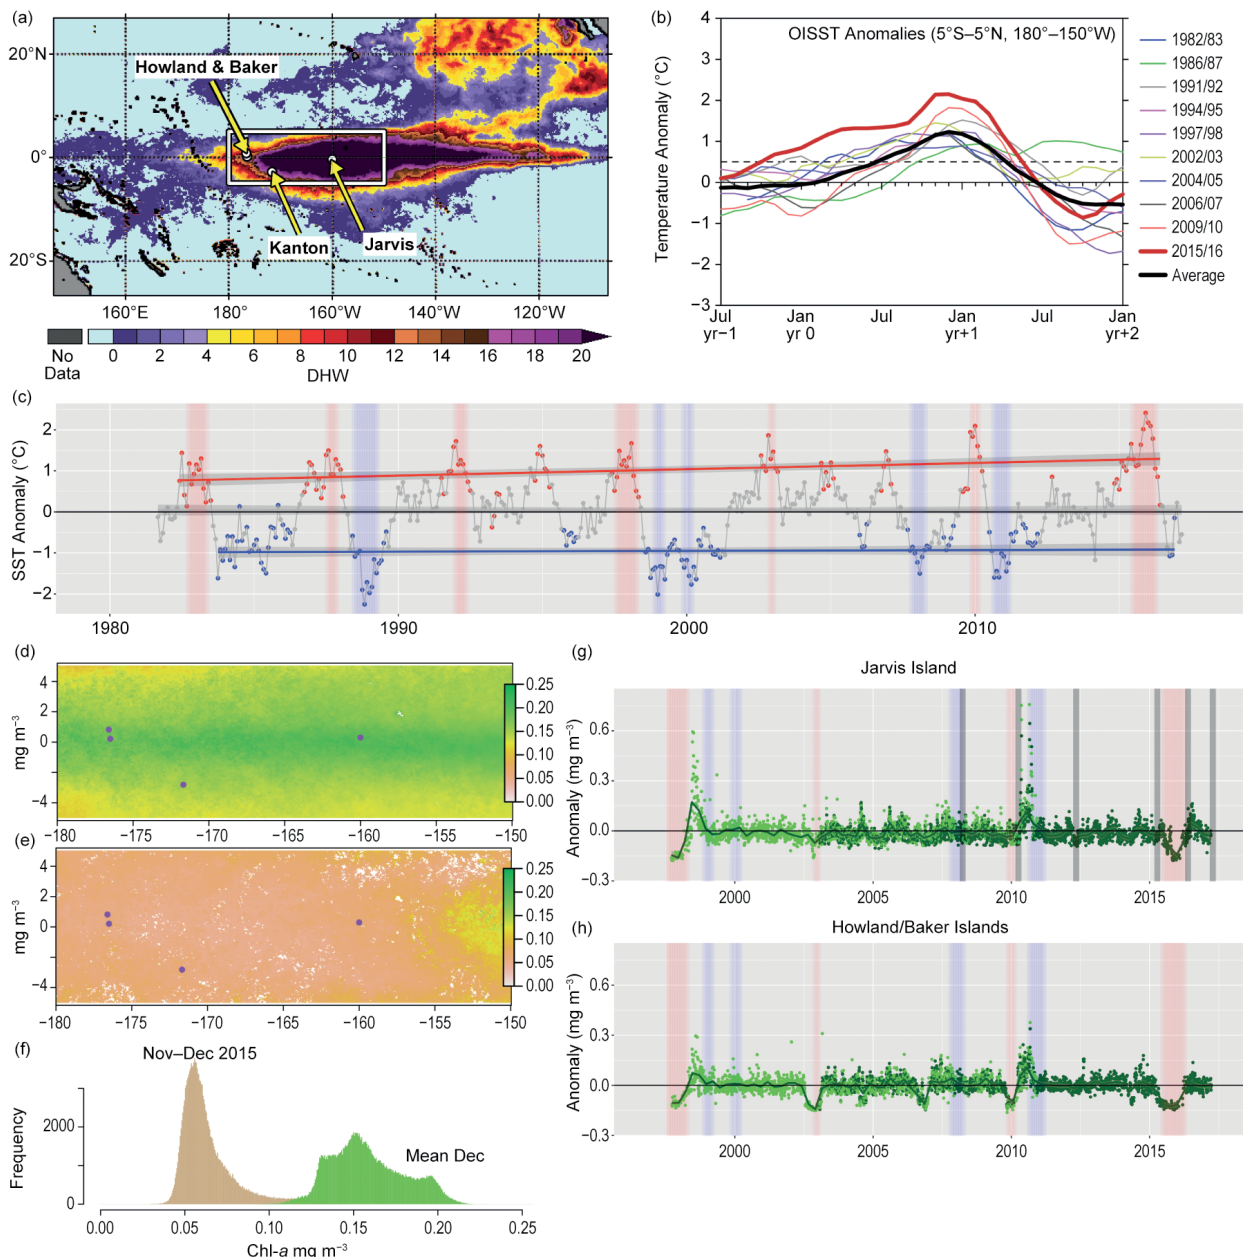 (a)
20°N
Howland & Baker
0°
Kanton
Jarvis
20°S
160°E 180° 160°W 140°W 120°W
No Data
0 2 4 6 8 10 12 14 16 18 20
DHW
(b)
OISST Anomalies (5°S–5°N, 180°–150°W)
Temperature Anomaly (°C)
4
3
2
1
0
−1
−2
−3
Jul yr−1
Jan yr 0
Jul
Jan yr+1
Jul
Jan yr+2
1982/83
1986/87
1991/92
1994/95
1997/98
2002/03
2004/05
2006/07
2009/10
2015/16
Average
(c)
SST Anomaly (°C)
2
1
0
−1
−2
1980 1990 2000 2010
(d)
mg m⁻³
4
2
0
−4
−180 −175 −170 −165 −160 −155 −150
0.25
0.20
0.15
0.10
0.05
0.00
(e)
mg m⁻³
4
2
0
−4
−180 −175 −170 −165 −160 −155 −150
0.25
0.20
0.15
0.10
0.05
0.00
(f)
Nov–Dec 2015
Mean Dec
Frequency
2000
0
0.00 0.05 0.10 0.15 0.20 0.25
Chl-a mg m⁻³
(g)
Jarvis Island
Anomaly (mg m⁻³)
0.6
0.3
0.0
−0.3
2000 2005 2010 2015
(h)
Howland/Baker Islands
Anomaly (mg m⁻³)
0.6
0.3
0.0
−0.3
2000 2005 2010 2015